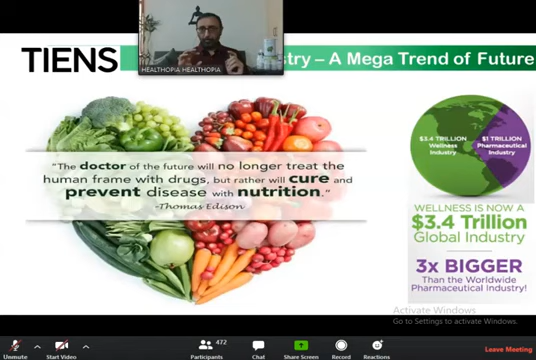 TIENS
stry – A Mega Trend of Future
HEALTHOPIA HEALTHOPIA
"The doctor of the future will no longer treat the
human frame with drugs, but rather will cure and
prevent disease with nutrition."
-Thomas Edison
$3.4 TRILLION
Wellness
Industry
$1 TRILLION
Pharmaceutical
Industry
WELLNESS IS NOW A
$3.4 Trillion
Global Industry
3X BIGGER
Than the Worldwide
Pharmaceutical Industry!
Activate Windows
Go to Settings to activate Windows.
Unmute
Start Video
472
Participants
Chat
Share Screen
Record
Reactions
Leave Meeting